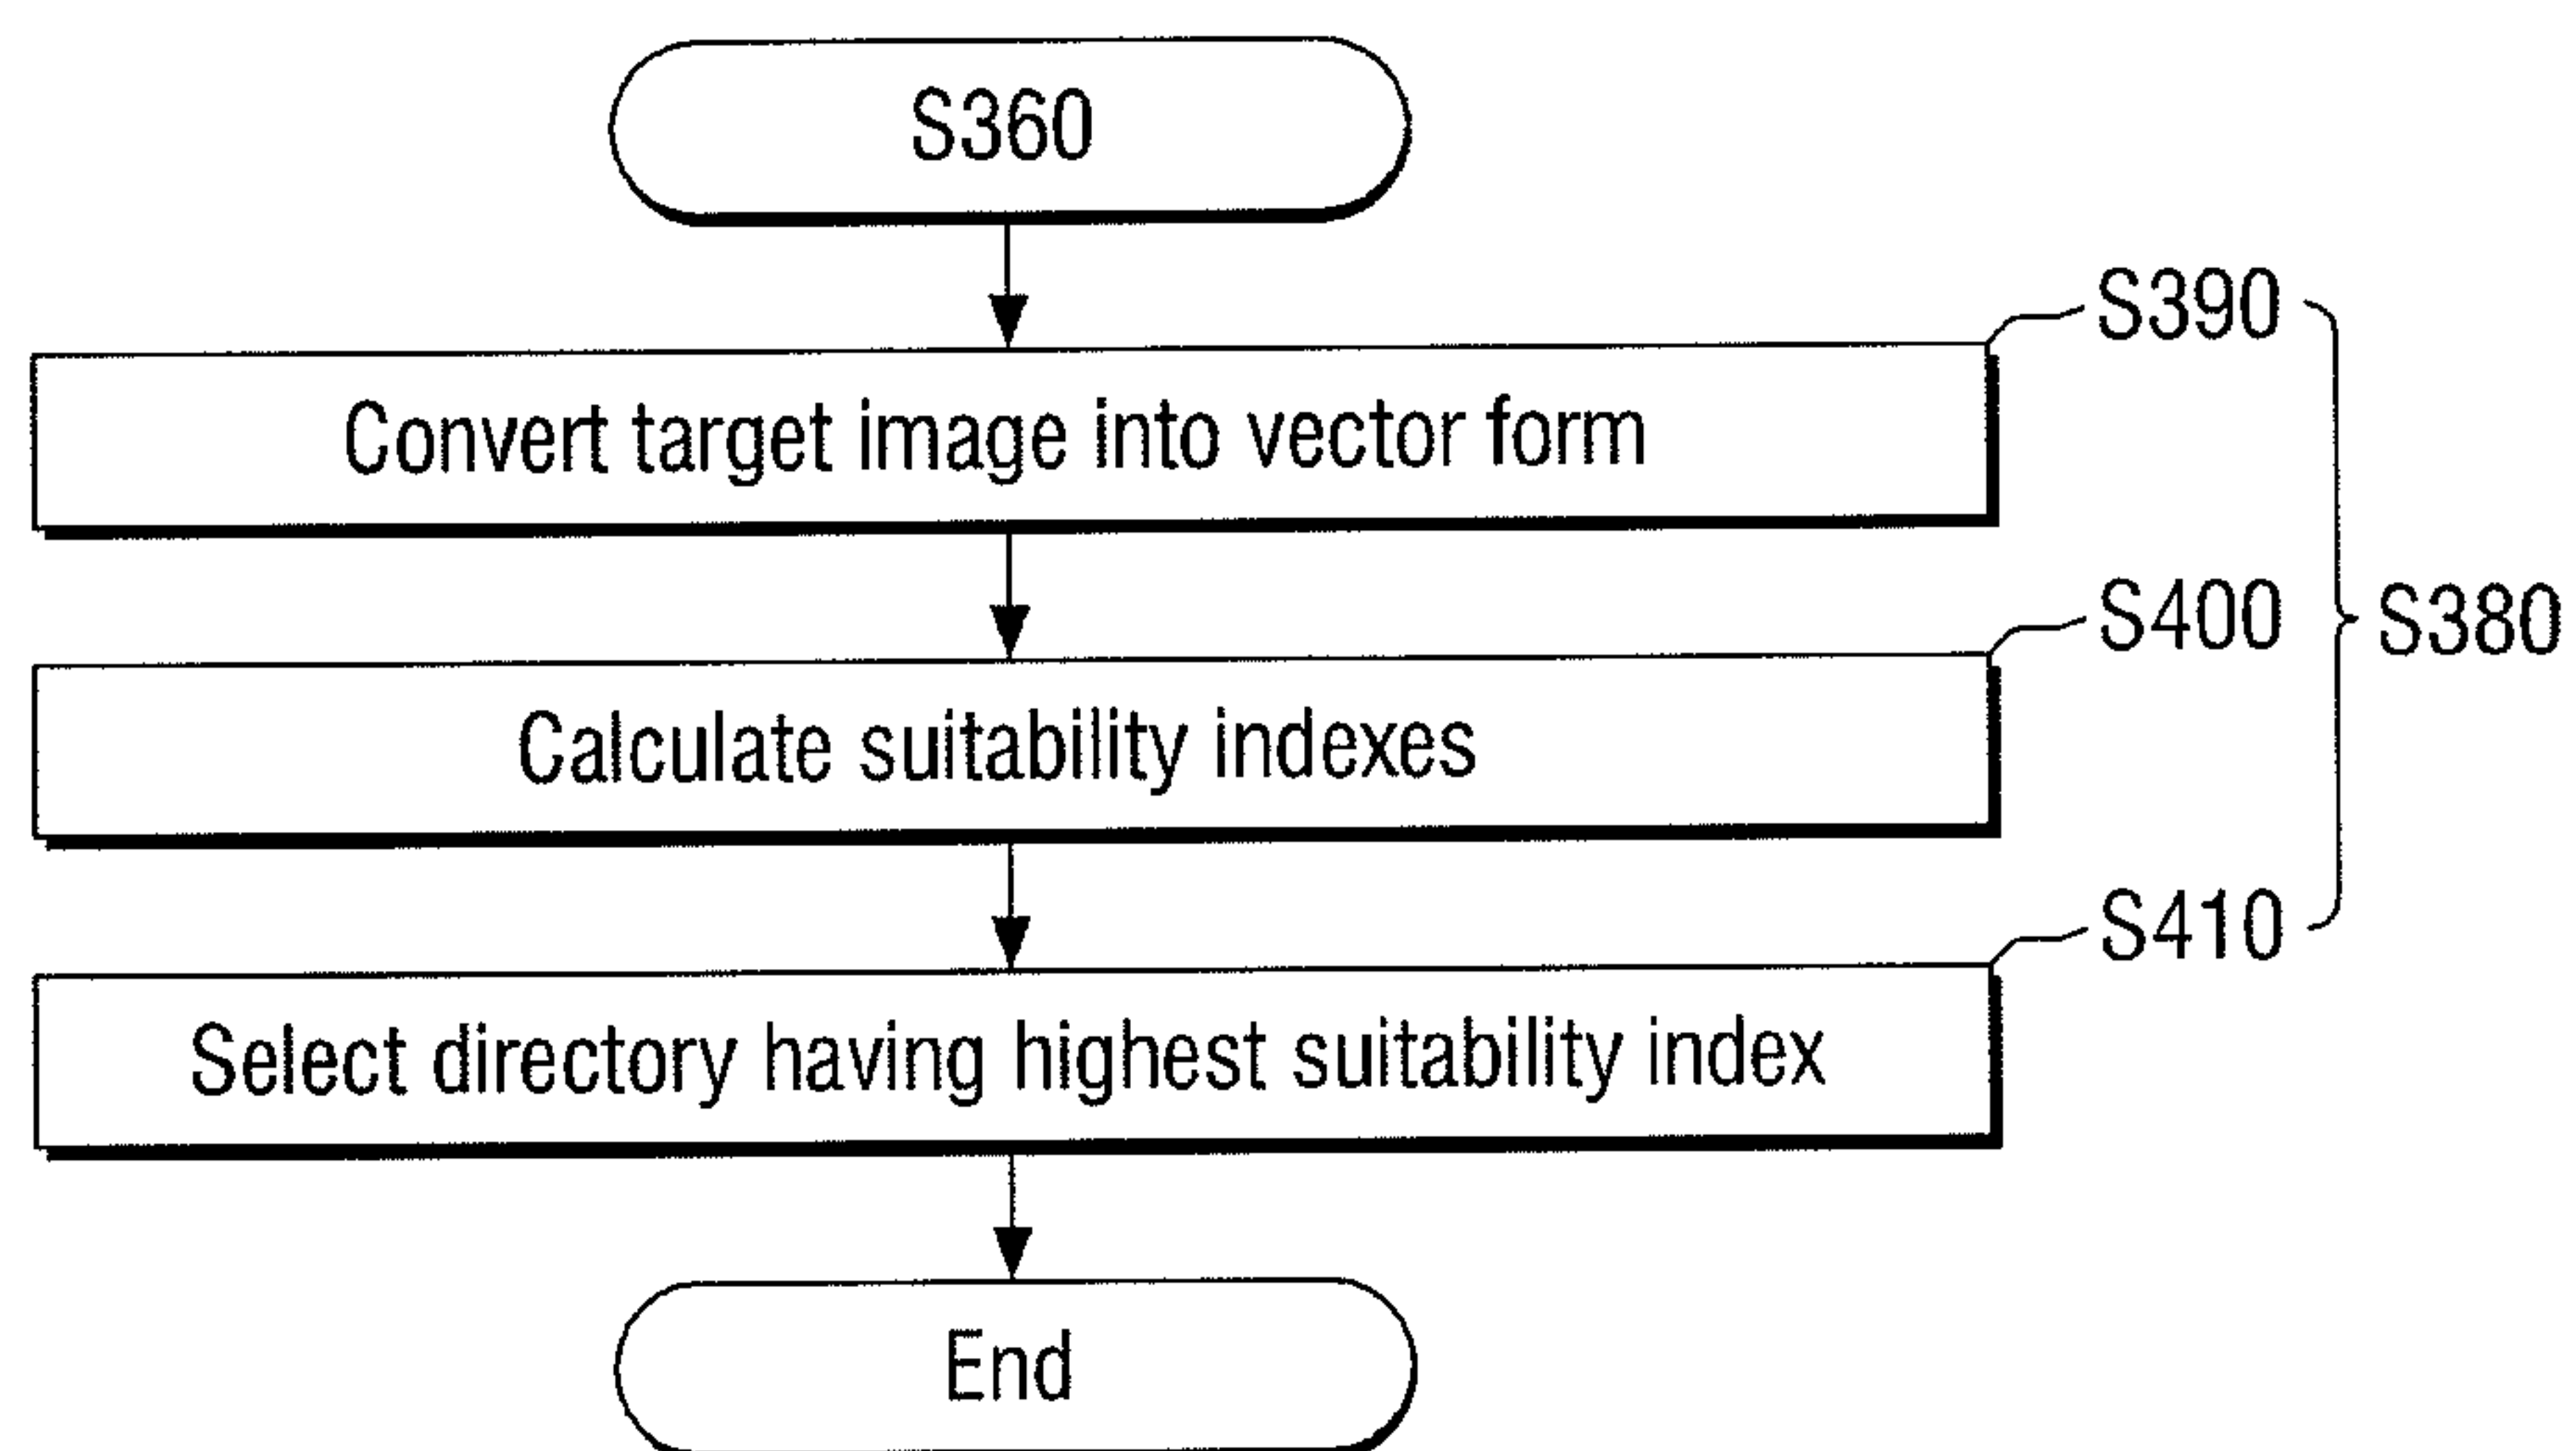 S360
S390
Convert target image into vector form
S400
S380
Calculate suitability indexes
S410
Select directory having highest suitability index
End